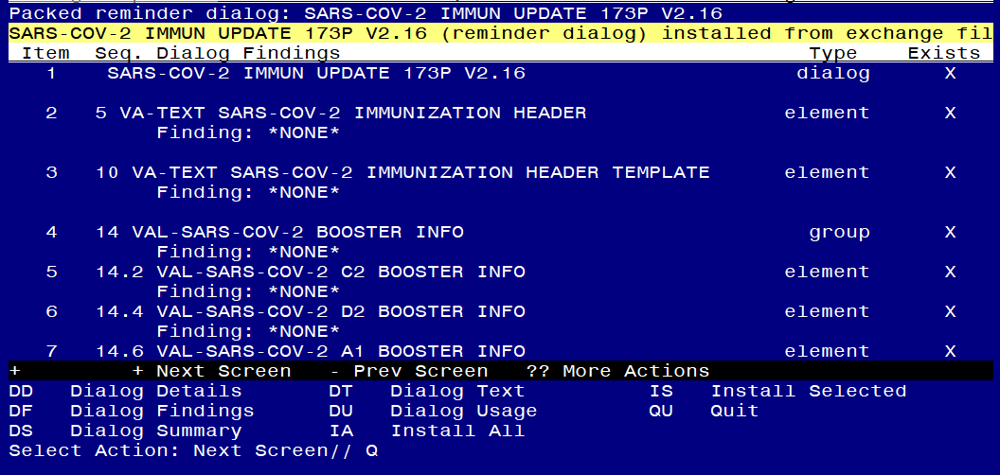 Packed reminder dialog: SARS-COV-2 IMMUN UPDATE 173P V2.16
SARS-COV-2 IMMUN UPDATE 173P V2.16 (reminder dialog) installed from exchange fil
Item Seq. Dialog Findings Type Exists
1 SARS-COV-2 IMMUN UPDATE 173P V2.16 dialog X
2 5 VA-TEXT SARS-COV-2 IMMUNIZATION HEADER element X
Finding: *NONE*
3 10 VA-TEXT SARS-COV-2 IMMUNIZATION HEADER TEMPLATE element X
Finding: *NONE*
4 14 VAL-SARS-COV-2 BOOSTER INFO group X
Finding: *NONE*
5 14.2 VAL-SARS-COV-2 C2 BOOSTER INFO element X
Finding: *NONE*
6 14.4 VAL-SARS-COV-2 D2 BOOSTER INFO element X
Finding: *NONE*
7 14.6 VAL-SARS-COV-2 A1 BOOSTER INFO element X
+ + Next Screen - Prev Screen ?? More Actions
DD Dialog Details DT Dialog Text IS Install Selected
DF Dialog Findings DU Dialog Usage QU Quit
DS Dialog Summary IA Install All
Select Action: Next Screen// Q